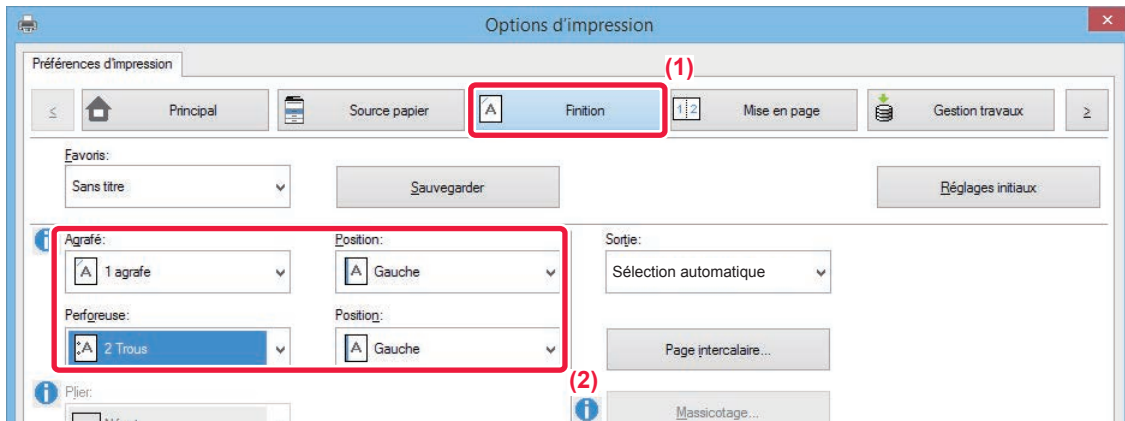 Options d'impression
Préférences d'impression
(1)
≤ Principal Source papier Finition Mise en page Gestion travaux ≥
Favoris:
Sans titre Sauvegarder Réglages initiaux
Agrafé: Position: Sortie:
1 agrafe Gauche Sélection automatique
Perforeuse: Position:
2 Trous Gauche Page intercalaire...
(2)
Plier:
Massicotage...